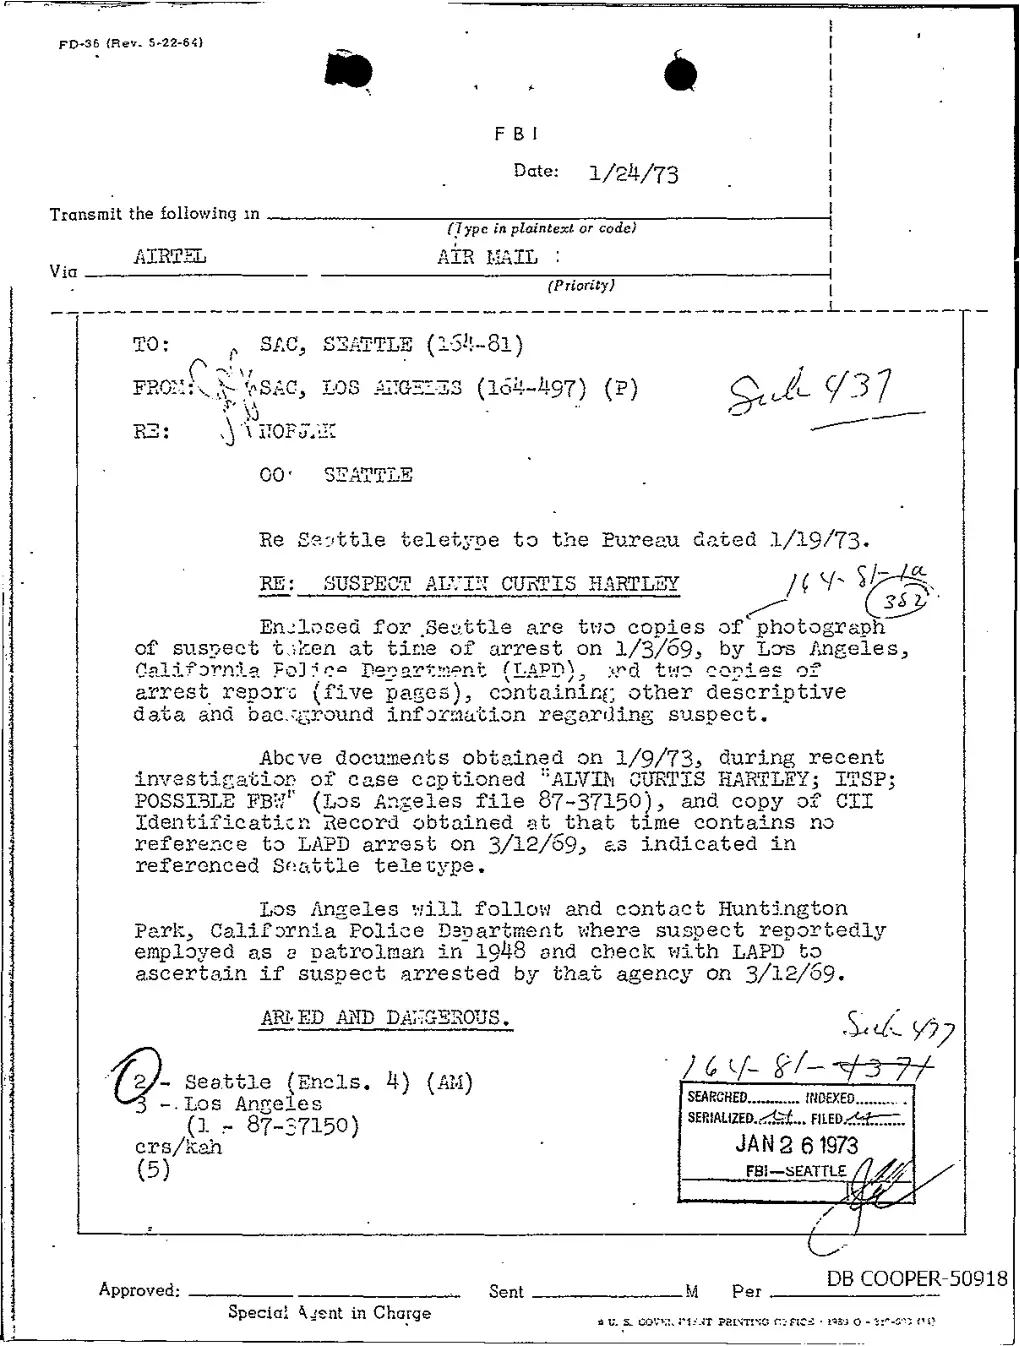 FD-36 (Rev. 5-22-64)
F B I
Date: 1/24/73
Transmit the following in
(Type in plaintext or code)
Via AIRTEL AIR MAIL
(Priority)
TO: SAC, SEATTLE (164-81)
FROM: SAC, LOS ANGELES (164-497) (P)
Sub 437
RE: NORJAK
OO: SEATTLE
Re Seattle teletype to the Bureau dated 1/19/73.
RE: SUSPECT ALVIN CURTIS HARTLEY
164-81-1a
382
Enclosed for Seattle are two copies of photograph
of suspect taken at time of arrest on 1/3/69, by Los Angeles,
California Police Department (LAPD), and two copies of
arrest report (five pages), containing other descriptive
data and background information regarding suspect.
Above documents obtained on 1/9/73, during recent
investigation of case captioned "ALVIN CURTIS HARTLEY; ITSP;
POSSIBLE FBW" (Los Angeles file 87-37150), and copy of CII
Identification Record obtained at that time contains no
reference to LAPD arrest on 3/12/69, as indicated in
referenced Seattle teletype.
Los Angeles will follow and contact Huntington
Park, California Police Department where suspect reportedly
employed as a patrolman in 1948 and check with LAPD to
ascertain if suspect arrested by that agency on 3/12/69.
ARMED AND DANGEROUS.
Sub 437
164-81-4371
2 - Seattle (Encls. 4) (AM)
3 - Los Angeles
(1 - 87-37150)
crs/kah
(5)
SEARCHED............ INDEXED............
SERIALIZED........ FILED............
JAN 26 1973
FBI—SEATTLE
DB COOPER-50918
Approved: Sent M Per
Special Agent in Charge